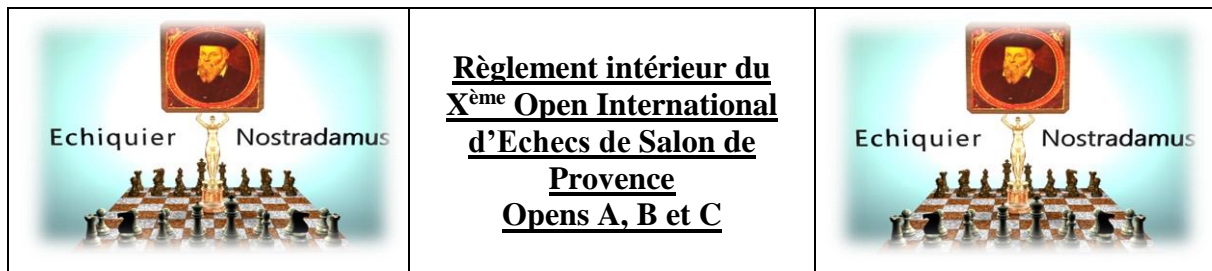 Echiquier Nostradamus
Règlement intérieur du
Xème Open International
d’Echecs de Salon de
Provence
Opens A, B et C
Echiquier Nostradamus